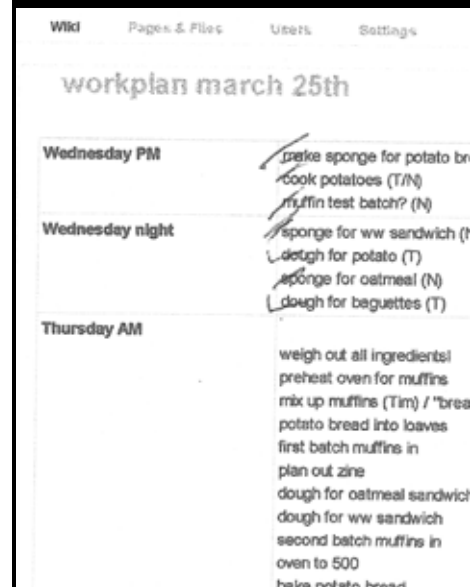 Wiki Pages & Files Users Settings
workplan march 25th
Wednesday PM
make sponge for potato bre
cook potatoes (T/N)
muffin test batch? (N)
Wednesday night
sponge for ww sandwich (N
dough for potato (T)
sponge for oatmeal (N)
dough for baguettes (T)
Thursday AM
weigh out all ingredients!
preheat oven for muffins
mix up muffins (Tim) / "brea
potato bread into loaves
first batch muffins in
plan out zine
dough for oatmeal sandwich
dough for ww sandwich
second batch muffins in
oven to 500
bake potato bread